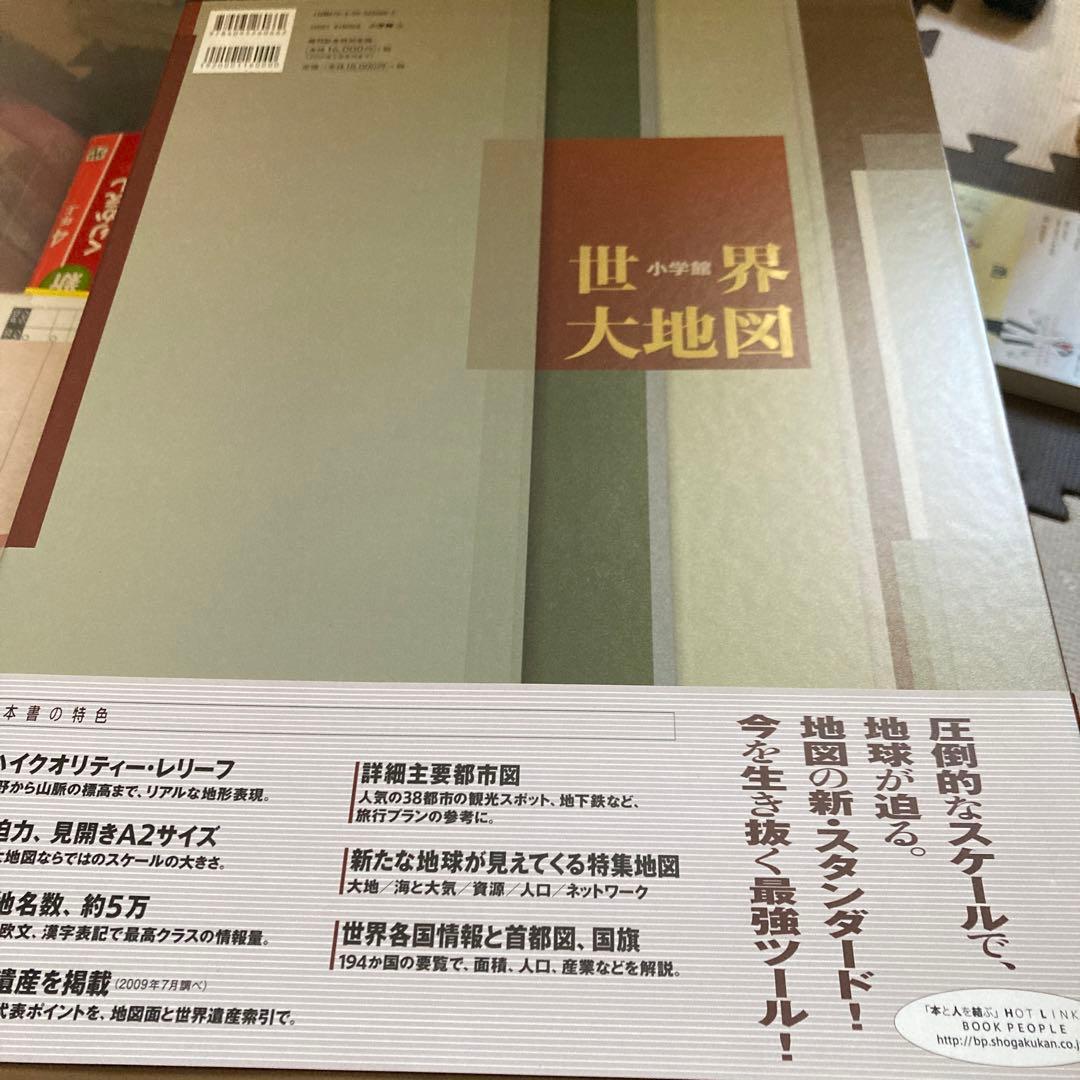 世界
小学館
大地図
本書の特色
ハイクオリティー・レリーフ
野から山脈の標高まで、リアルな地形表現。
迫力、見開きA2サイズ
大地図ならではのスケールの大きさ。
地名数、約5万
欧文、漢字表記で最高クラスの情報量。
遺産を掲載(2009年7月調べ)
代表ポイントを、地図面と世界遺産索引で。
詳細主要都市図
人気の38都市の観光スポット、地下鉄など、
旅行プランの参考に。
新たな地球が見えてくる特集地図
大地/海と大気/資源/人口/ネットワーク
世界各国情報と首都図、国旗
194か国の要覧で、面積、人口、産業などを解説。
圧倒的なスケールで、
地球が迫る。
地図の新・スタンダード!
今を生き抜く最強ツール!
「本と人を結ぶ」HOT LINK
BOOK PEOPLE
http://bp.shogakukan.co.j